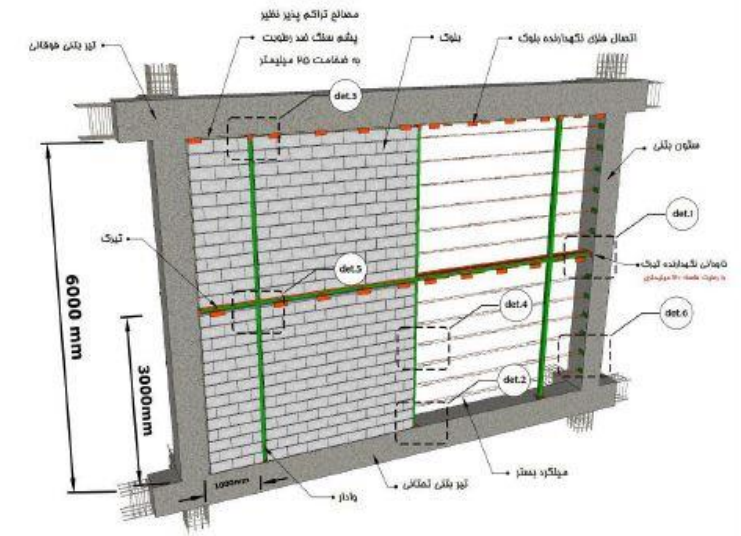 مصالح تراکم پذیر نظیر
پشم سنگ ضد رطوبت
به ضخامت ۲۵ میلیمتر
تیر بتنی فوقانی
بلوک
اتصال فلزی نگهدارنده بلوک
det.3
ستون بتنی
det.1
تیرک
ناودانی نگهدارنده تیرک
det.5
6000 mm
det.4
det.6
3000mm
det.2
میلگرد بستر
1000mm
وادار
تیر بتنی تحتانی